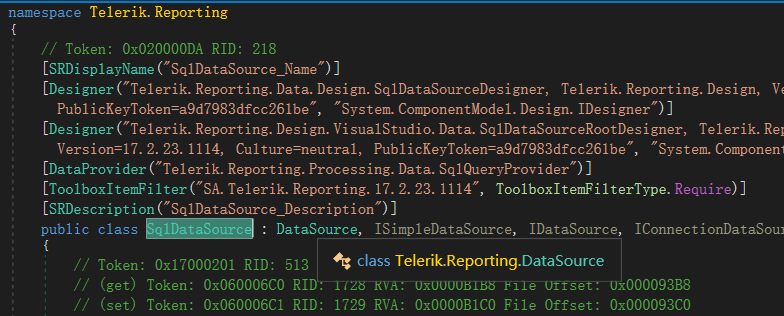 namespace Telerik.Reporting
{
// Token: 0x020000DA RID: 218
[SRDisplayName("SqlDataSource_Name")]
[Designer("Telerik.Reporting.Data.Design.SqlDataSourceDesigner, Telerik.Reporting.Design, Ve
PublicKeyToken=a9d7983dfcc261be", "System.ComponentModel.Design.IDesigner")]
[Designer("Telerik.Reporting.Design.VisualStudio.Data.SqlDataSourceRootDesigner, Telerik.Repo
Version=17.2.23.1114, Culture=neutral, PublicKeyToken=a9d7983dfcc261be", "System.Componen
[DataProvider("Telerik.Reporting.Processing.Data.SqlQueryProvider")]
[ToolboxItemFilter("SA.Telerik.Reporting.17.2.23.1114", ToolboxItemFilterType.Require)]
[SRDescription("SqlDataSource_Description")]
public class SqlDataSource : DataSource, ISimpleDataSource, IDataSource, IConnectionDataSour
{
class Telerik.Reporting.DataSource
// Token: 0x17000201 RID: 513
// (get) Token: 0x060006C0 RID: 1728 RVA: 0x0000B1B8 File Offset: 0x000093B8
// (set) Token: 0x060006C1 RID: 1729 RVA: 0x0000B1C0 File Offset: 0x000093C0